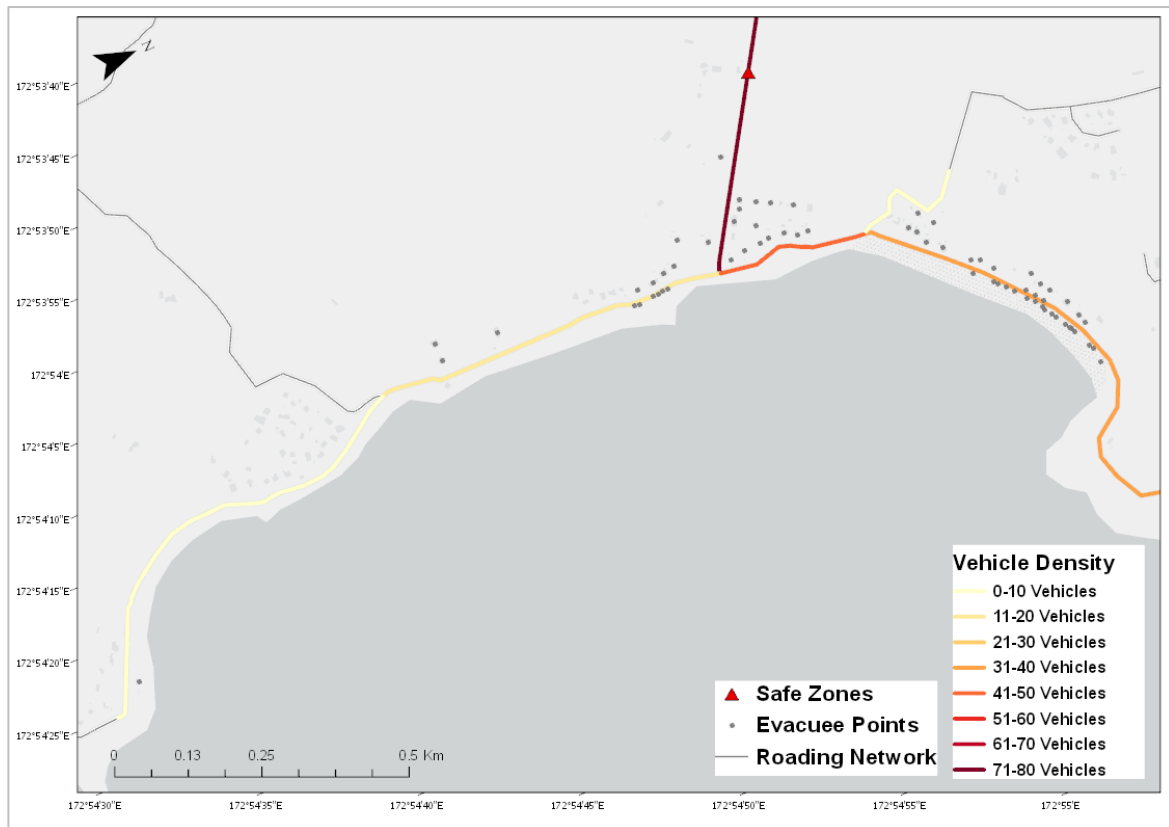 N
172°53'40"E
172°53'45"E
172°53'50"E
172°53'55"E
172°54'E
172°54'5"E
172°54'10"E
172°54'15"E
172°54'20"E
172°54'25"E
Vehicle Density
0-10 Vehicles
11-20 Vehicles
21-30 Vehicles
31-40 Vehicles
41-50 Vehicles
51-60 Vehicles
61-70 Vehicles
71-80 Vehicles
Safe Zones
Evacuee Points
Roading Network
0 0.13 0.25 0.5 Km
172°54'30"E 172°54'35"E 172°54'40"E 172°54'45"E 172°54'50"E 172°54'55"E 172°55'E